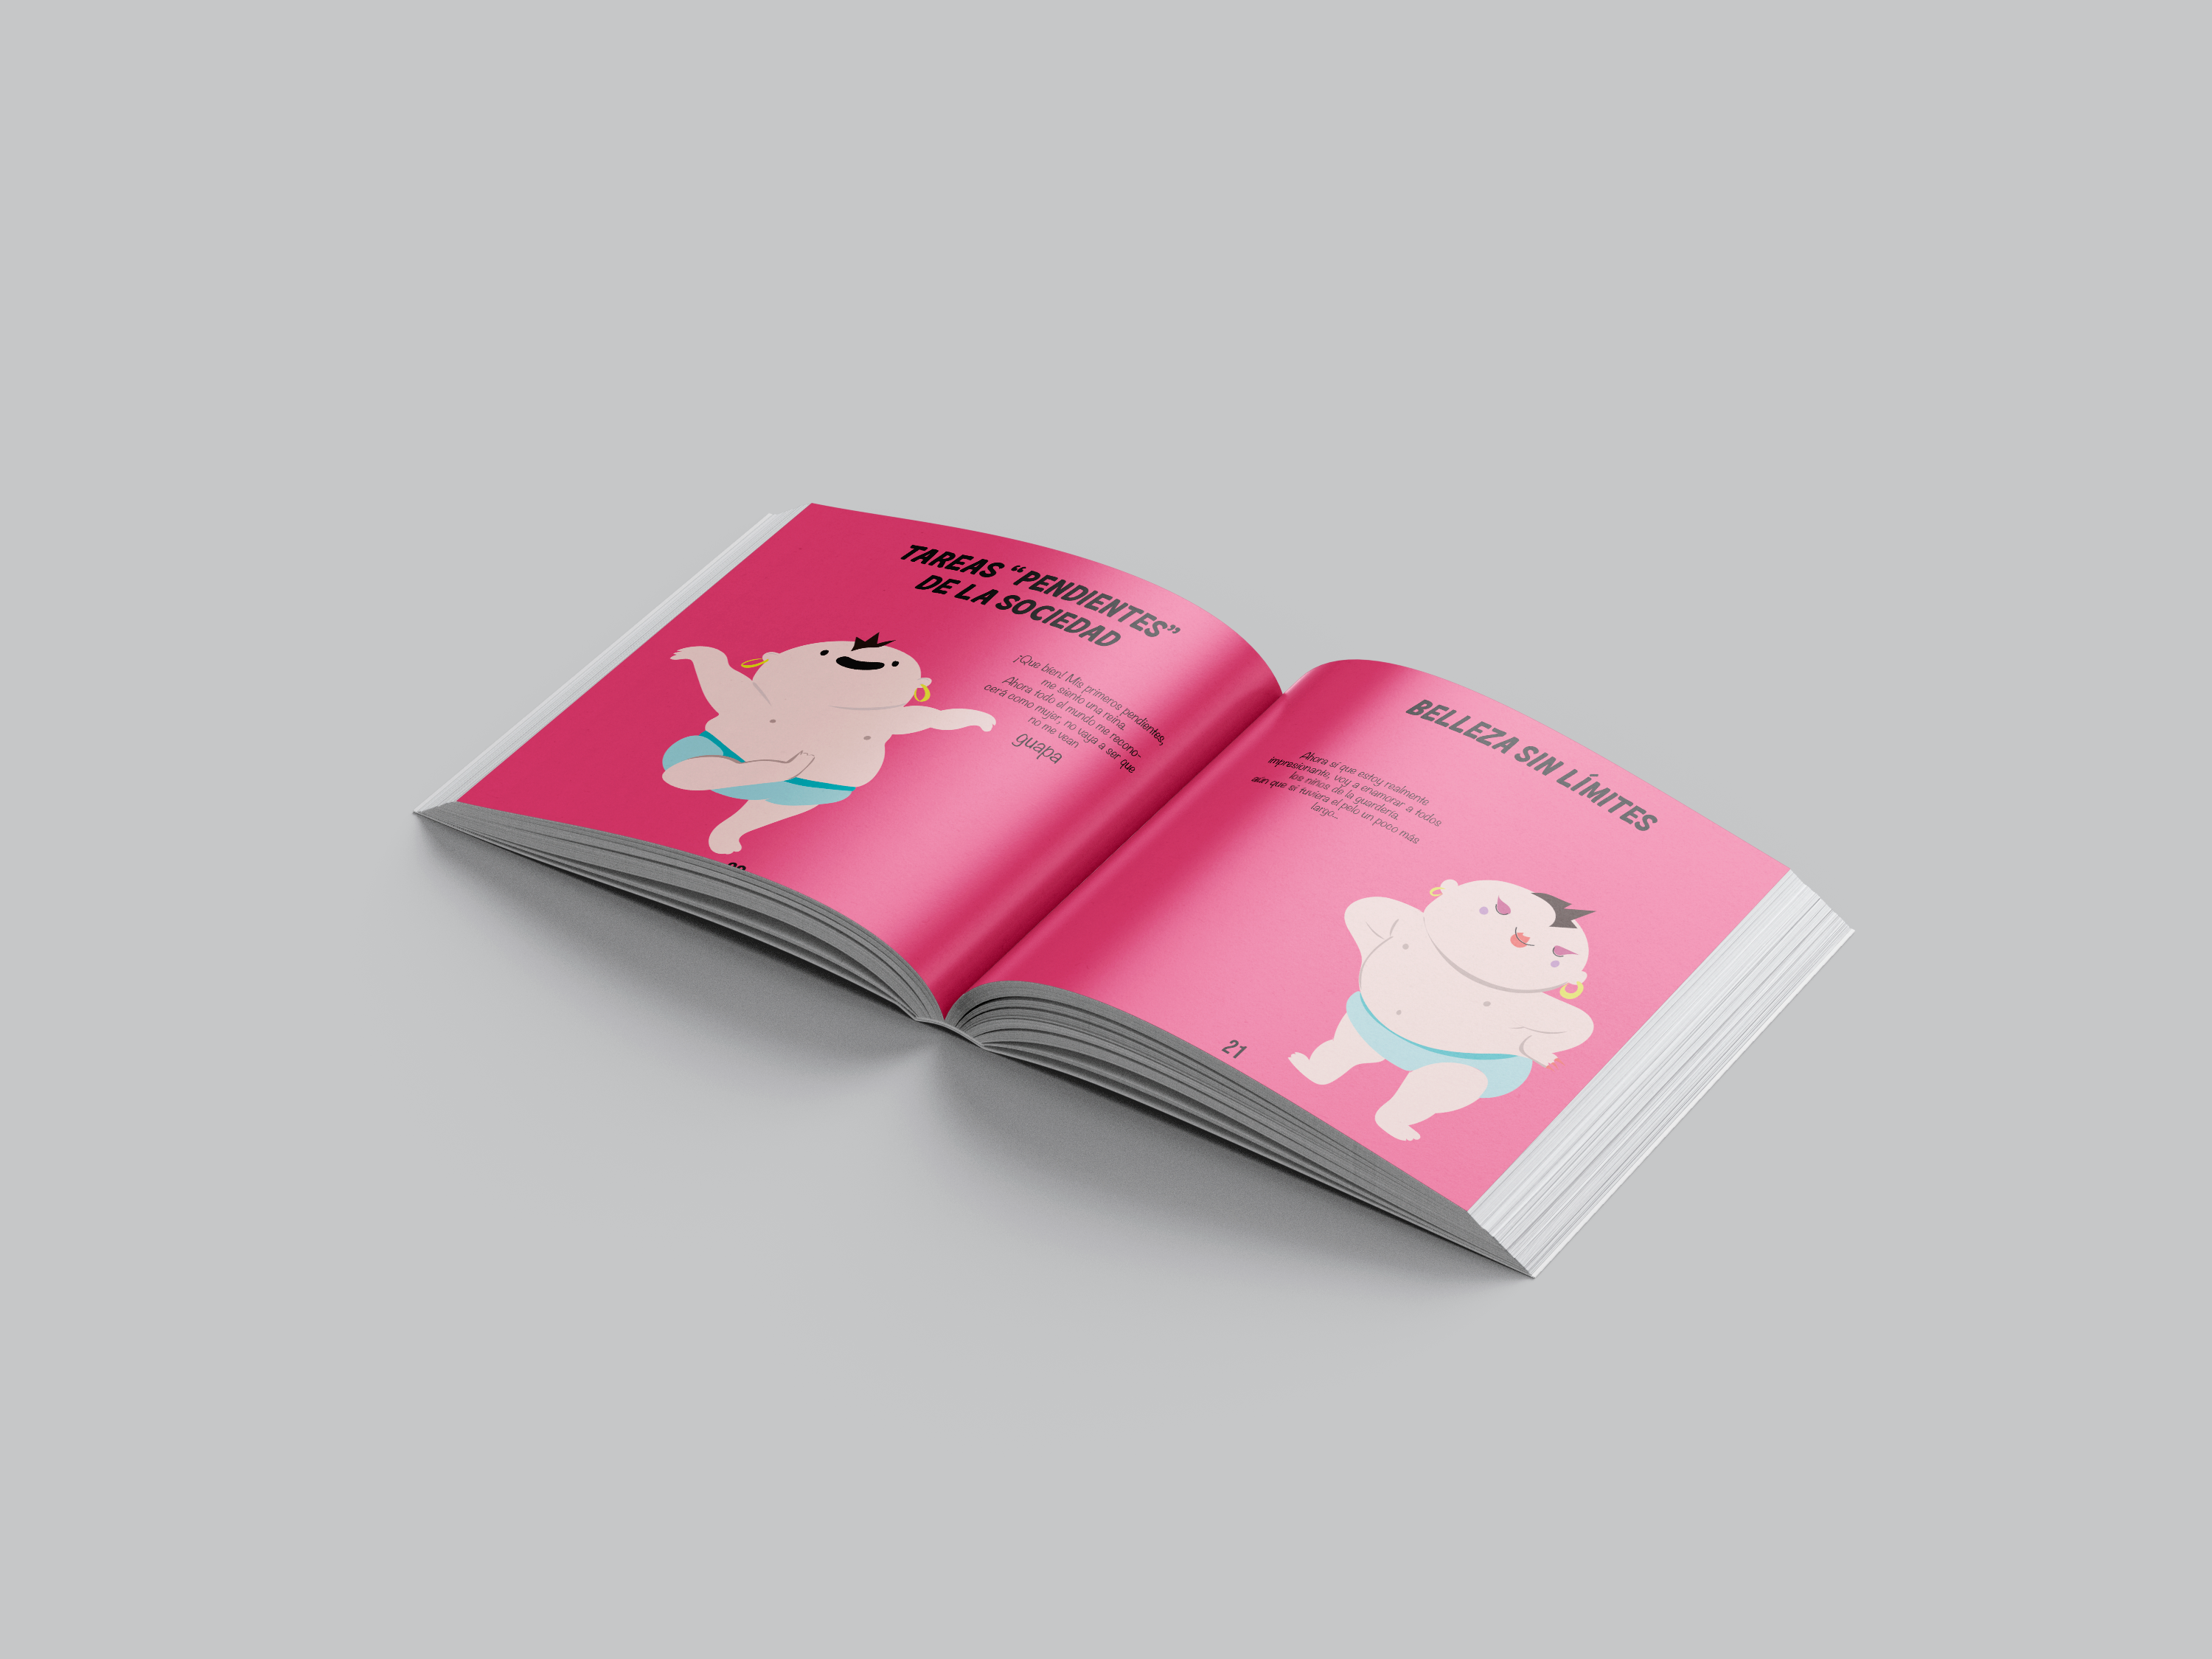 TAREAS “PENDIENTES”
DE LA SOCIEDAD
¡Que bien! Mis primeros pendientes,
me siento una reina.
Ahora todo el mundo me recono-
cerá como mujer, no vaya a ser que
no me vean
guapa
BELLEZA SIN LÍMITES
Ahora sí que estoy realmente
impresionante, voy a enamorar a todos
los niños de la guardería.
aún que si tuviera el pelo un poco más
largo...
21